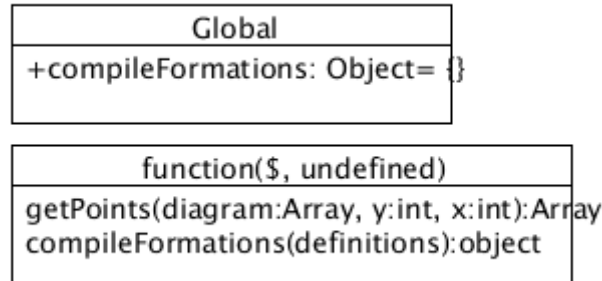 Global
+compileFormations: Object= {}
function($, undefined)
getPoints(diagram:Array, y:int, x:int):Array
compileFormations(definitions):object